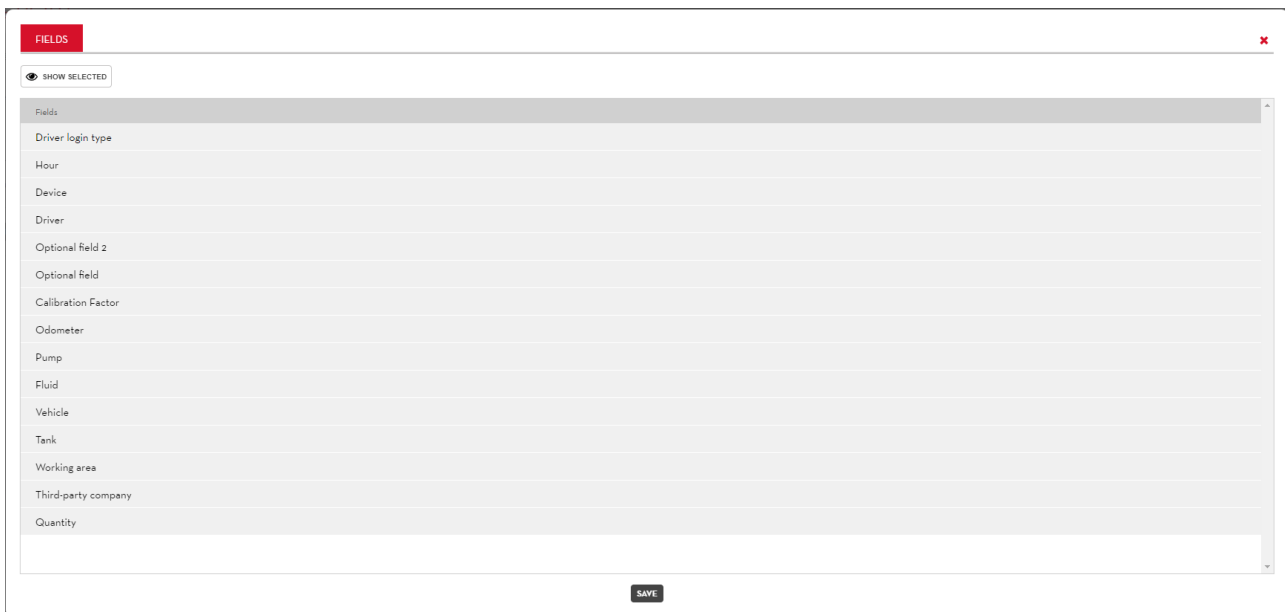 FIELDS
SHOW SELECTED
Fields
Driver login type
Hour
Device
Driver
Optional field 2
Optional field
Calibration Factor
Odometer
Pump
Fluid
Vehicle
Tank
Working area
Third-party company
Quantity
SAVE